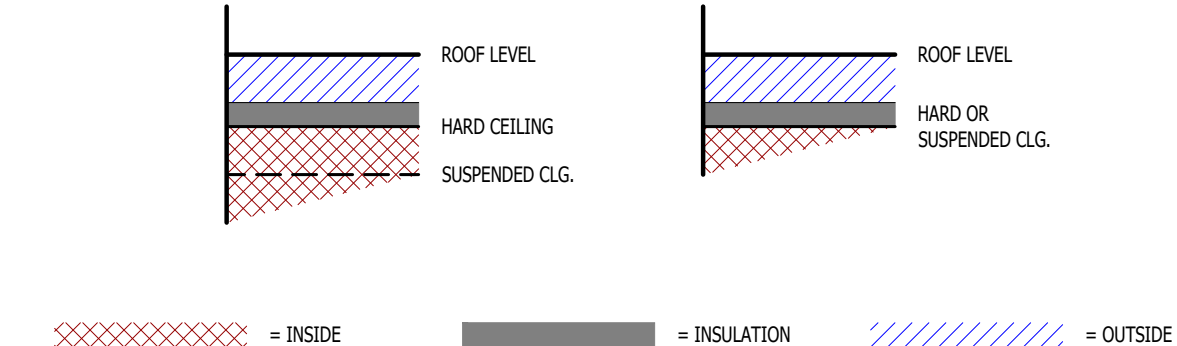 ROOF LEVEL
HARD CEILING
SUSPENDED CLG.
ROOF LEVEL
HARD OR
SUSPENDED CLG.
= INSIDE
= INSULATION
= OUTSIDE